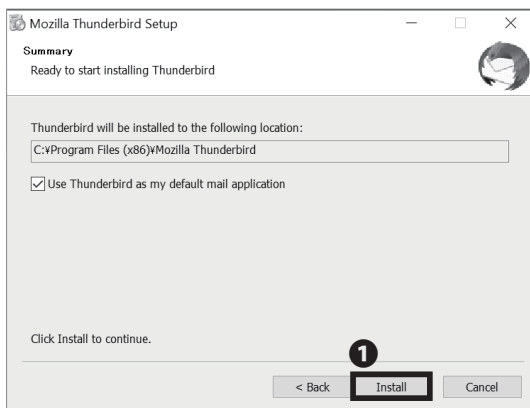 Mozilla Thunderbird Setup
Summary
Ready to start installing Thunderbird
Thunderbird will be installed to the following location:
C:¥Program Files (x86)¥Mozilla Thunderbird
Use Thunderbird as my default mail application
Click Install to continue.
1
< Back Install Cancel